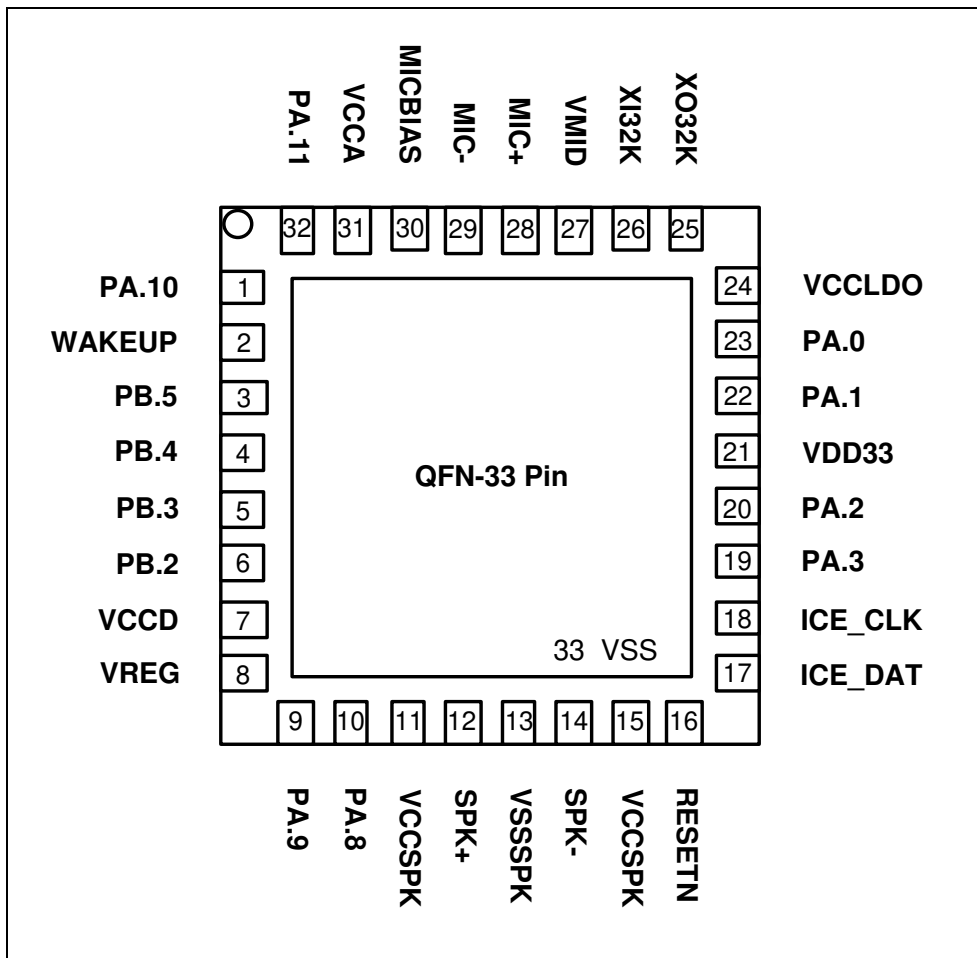 PA.11
VCCA
MICBIAS
MIC-
MIC+
VMID
XI32K
XO32K
32 31 30 29 28 27 26 25
PA.10 1 24 VCCLDO
WAKEUP 2 23 PA.0
PB.5 3 22 PA.1
PB.4 4 21 VDD33
QFN-33 Pin
PB.3 5 20 PA.2
PB.2 6 19 PA.3
VCCD 7 18 ICE_CLK
33 VSS
VREG 8 17 ICE_DAT
9 10 11 12 13 14 15 16
PA.9
PA.8
VCCSPK
SPK+
VSSSPK
SPK-
VCCSPK
RESETN